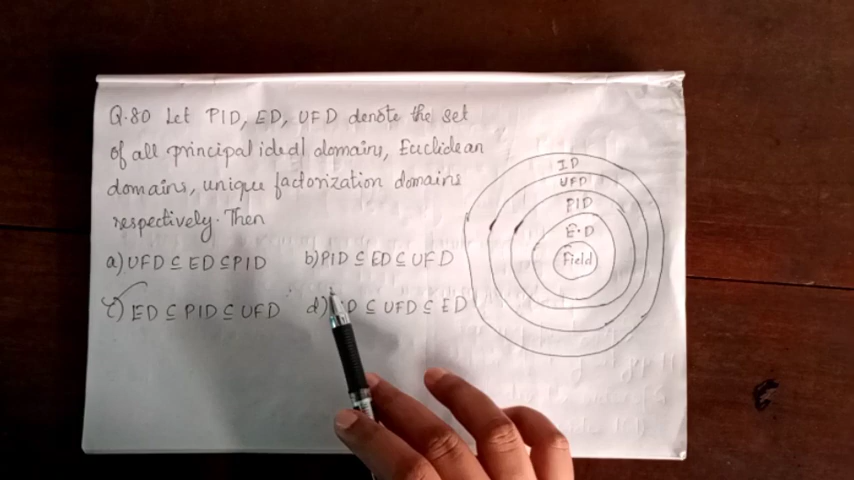 Q.80 Let PID, ED, UFD denote the set
of all principal ideal domains, Euclidean
domains, unique factorization domains
respectively. Then
a) UFD ⊆ ED ⊆ PID b) PID ⊆ ED ⊆ UFD
c) ED ⊆ PID ⊆ UFD d) ID ⊆ UFD ⊆ ED
ID
UFD
PID
E.D
Field